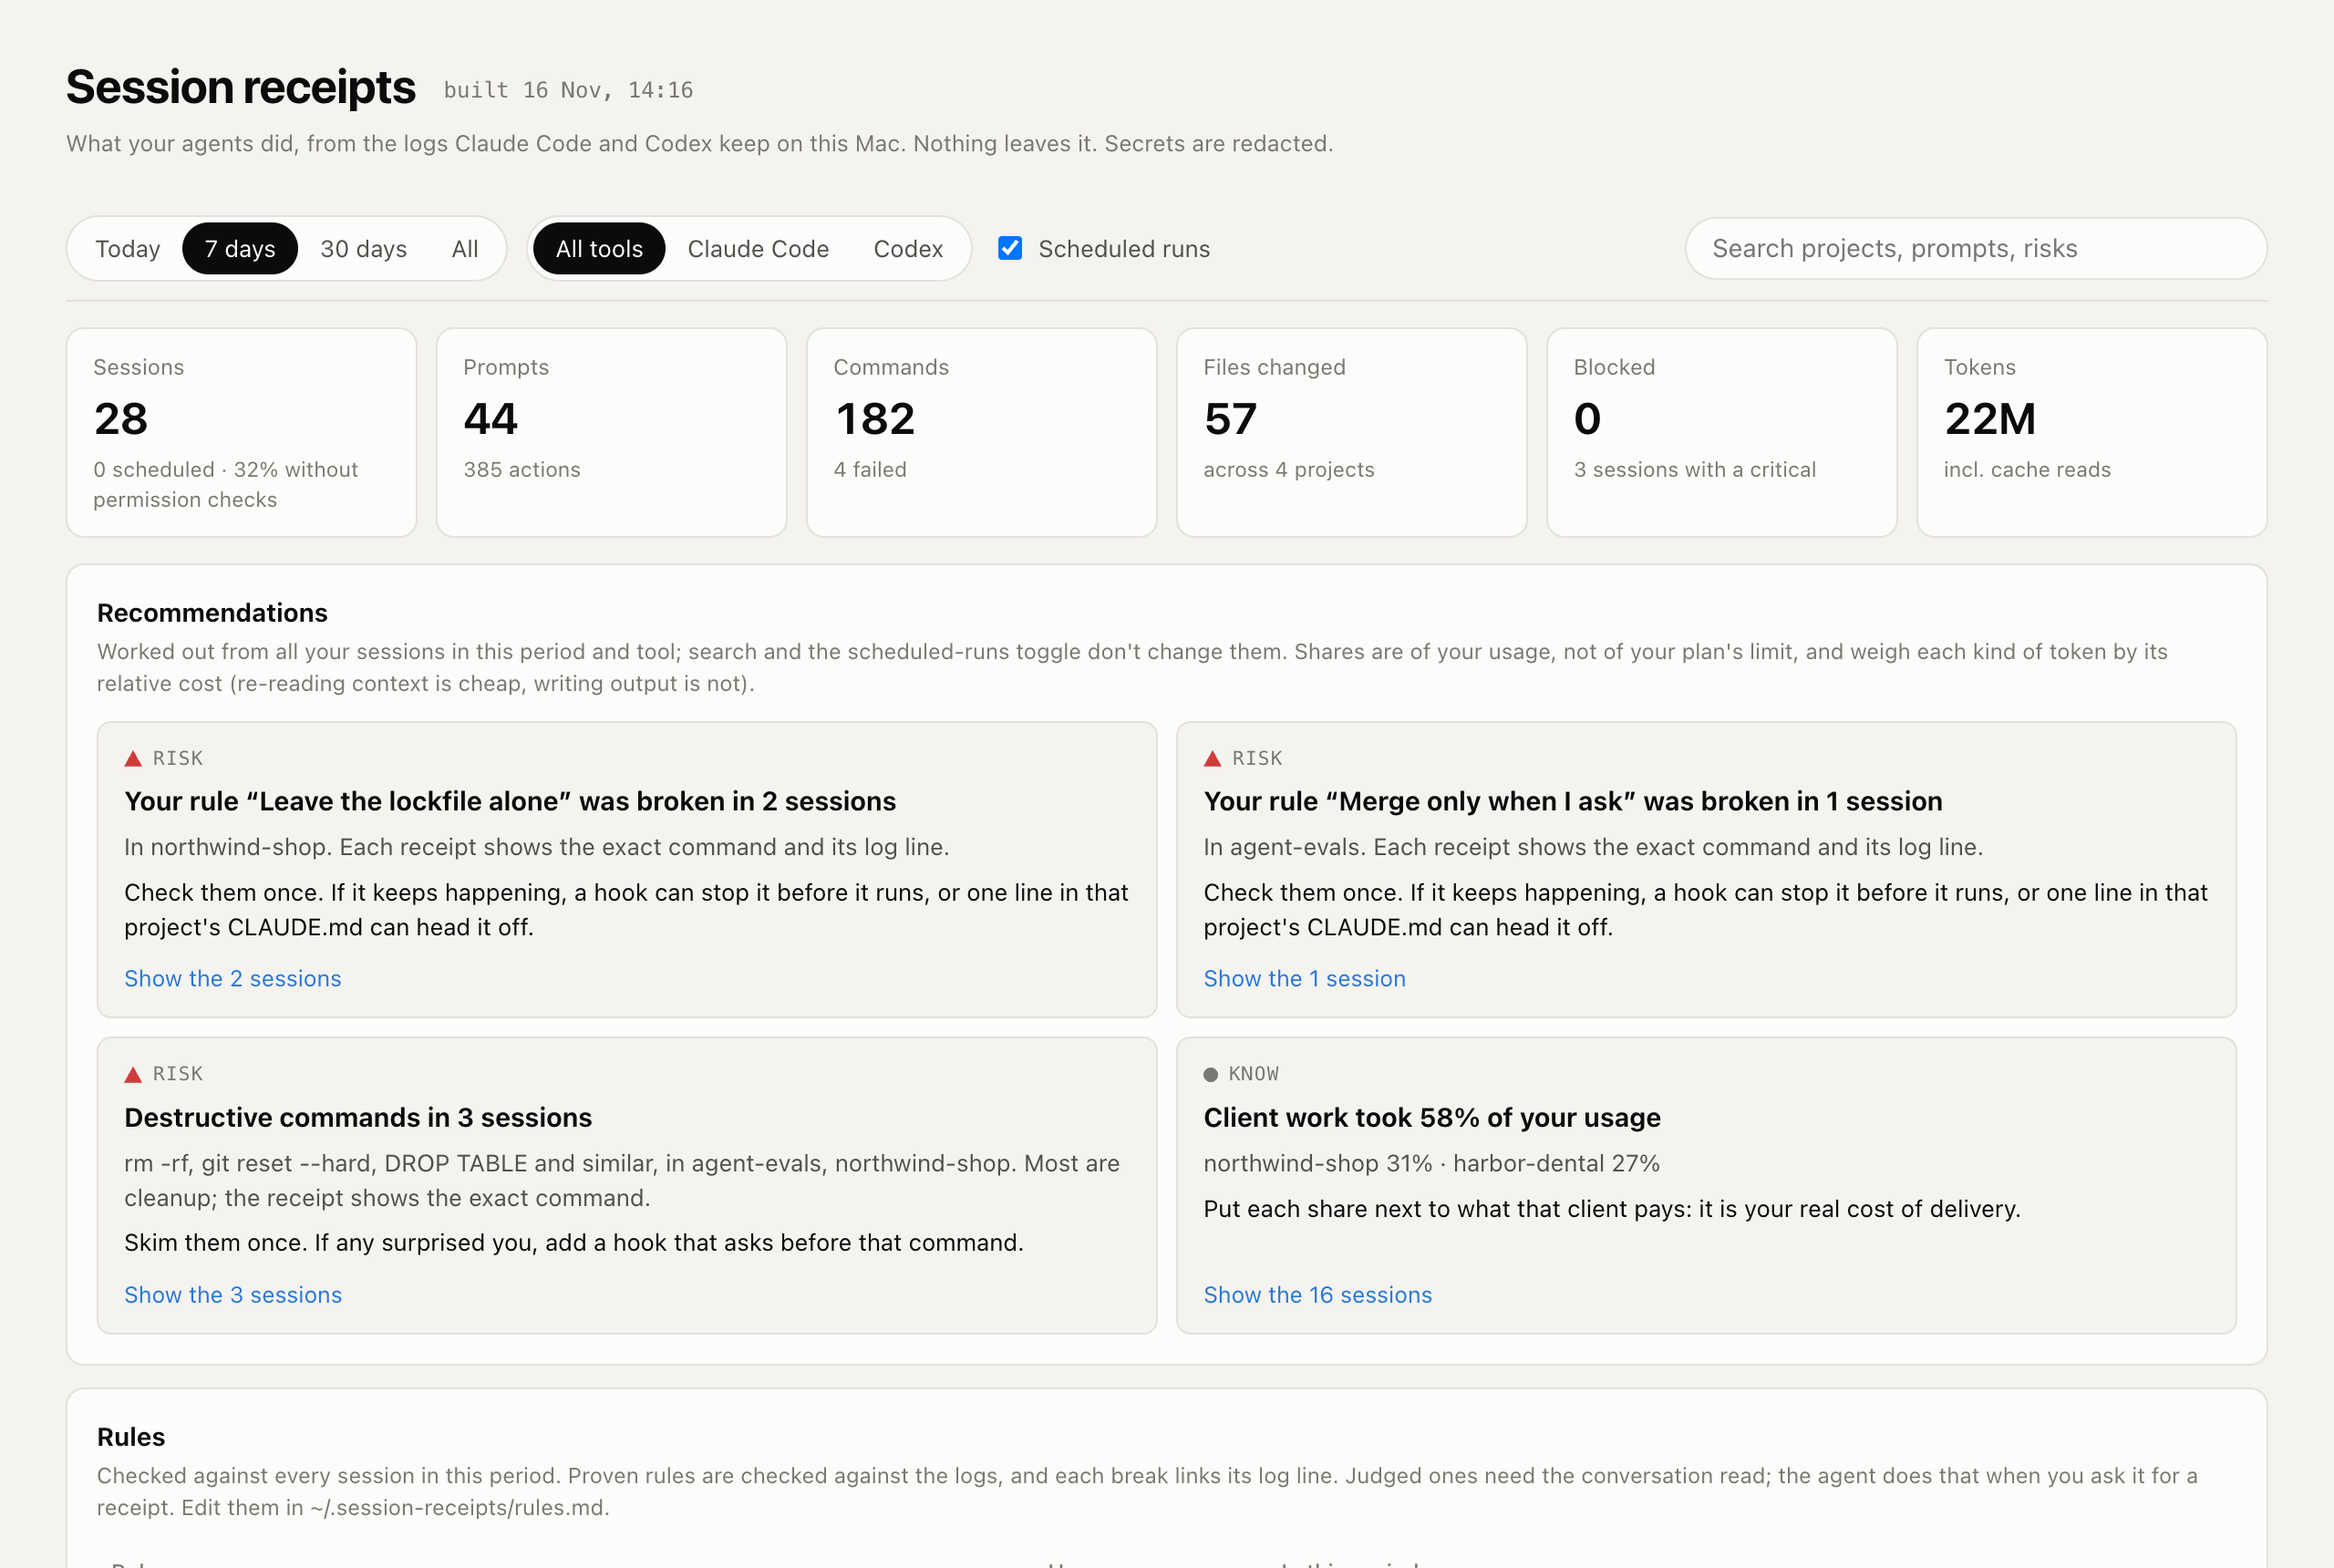 Session receipts built 16 Nov, 14:16
What your agents did, from the logs Claude Code and Codex keep on this Mac. Nothing leaves it. Secrets are redacted.
Today 7 days 30 days All All tools Claude Code Codex Scheduled runs Search projects, prompts, risks
Sessions
28
0 scheduled · 32% without
permission checks
Prompts
44
385 actions
Commands
182
4 failed
Files changed
57
across 4 projects
Blocked
0
3 sessions with a critical
Tokens
22M
incl. cache reads
Recommendations
Worked out from all your sessions in this period and tool; search and the scheduled-runs toggle don't change them. Shares are of your usage, not of your plan's limit, and weigh each kind of token by its
relative cost (re-reading context is cheap, writing output is not).
RISK
Your rule “Leave the lockfile alone” was broken in 2 sessions
In northwind-shop. Each receipt shows the exact command and its log line.
Check them once. If it keeps happening, a hook can stop it before it runs, or one line in that
project's CLAUDE.md can head it off.
Show the 2 sessions
RISK
Your rule “Merge only when I ask” was broken in 1 session
In agent-evals. Each receipt shows the exact command and its log line.
Check them once. If it keeps happening, a hook can stop it before it runs, or one line in that
project's CLAUDE.md can head it off.
Show the 1 session
RISK
Destructive commands in 3 sessions
rm -rf, git reset --hard, DROP TABLE and similar, in agent-evals, northwind-shop. Most are
cleanup; the receipt shows the exact command.
Skim them once. If any surprised you, add a hook that asks before that command.
Show the 3 sessions
KNOW
Client work took 58% of your usage
northwind-shop 31% · harbor-dental 27%
Put each share next to what that client pays: it is your real cost of delivery.
Show the 16 sessions
Rules
Checked against every session in this period. Proven rules are checked against the logs, and each break links its log line. Judged ones need the conversation read; the agent does that when you ask it for a
receipt. Edit them in ~/.session-receipts/rules.md.